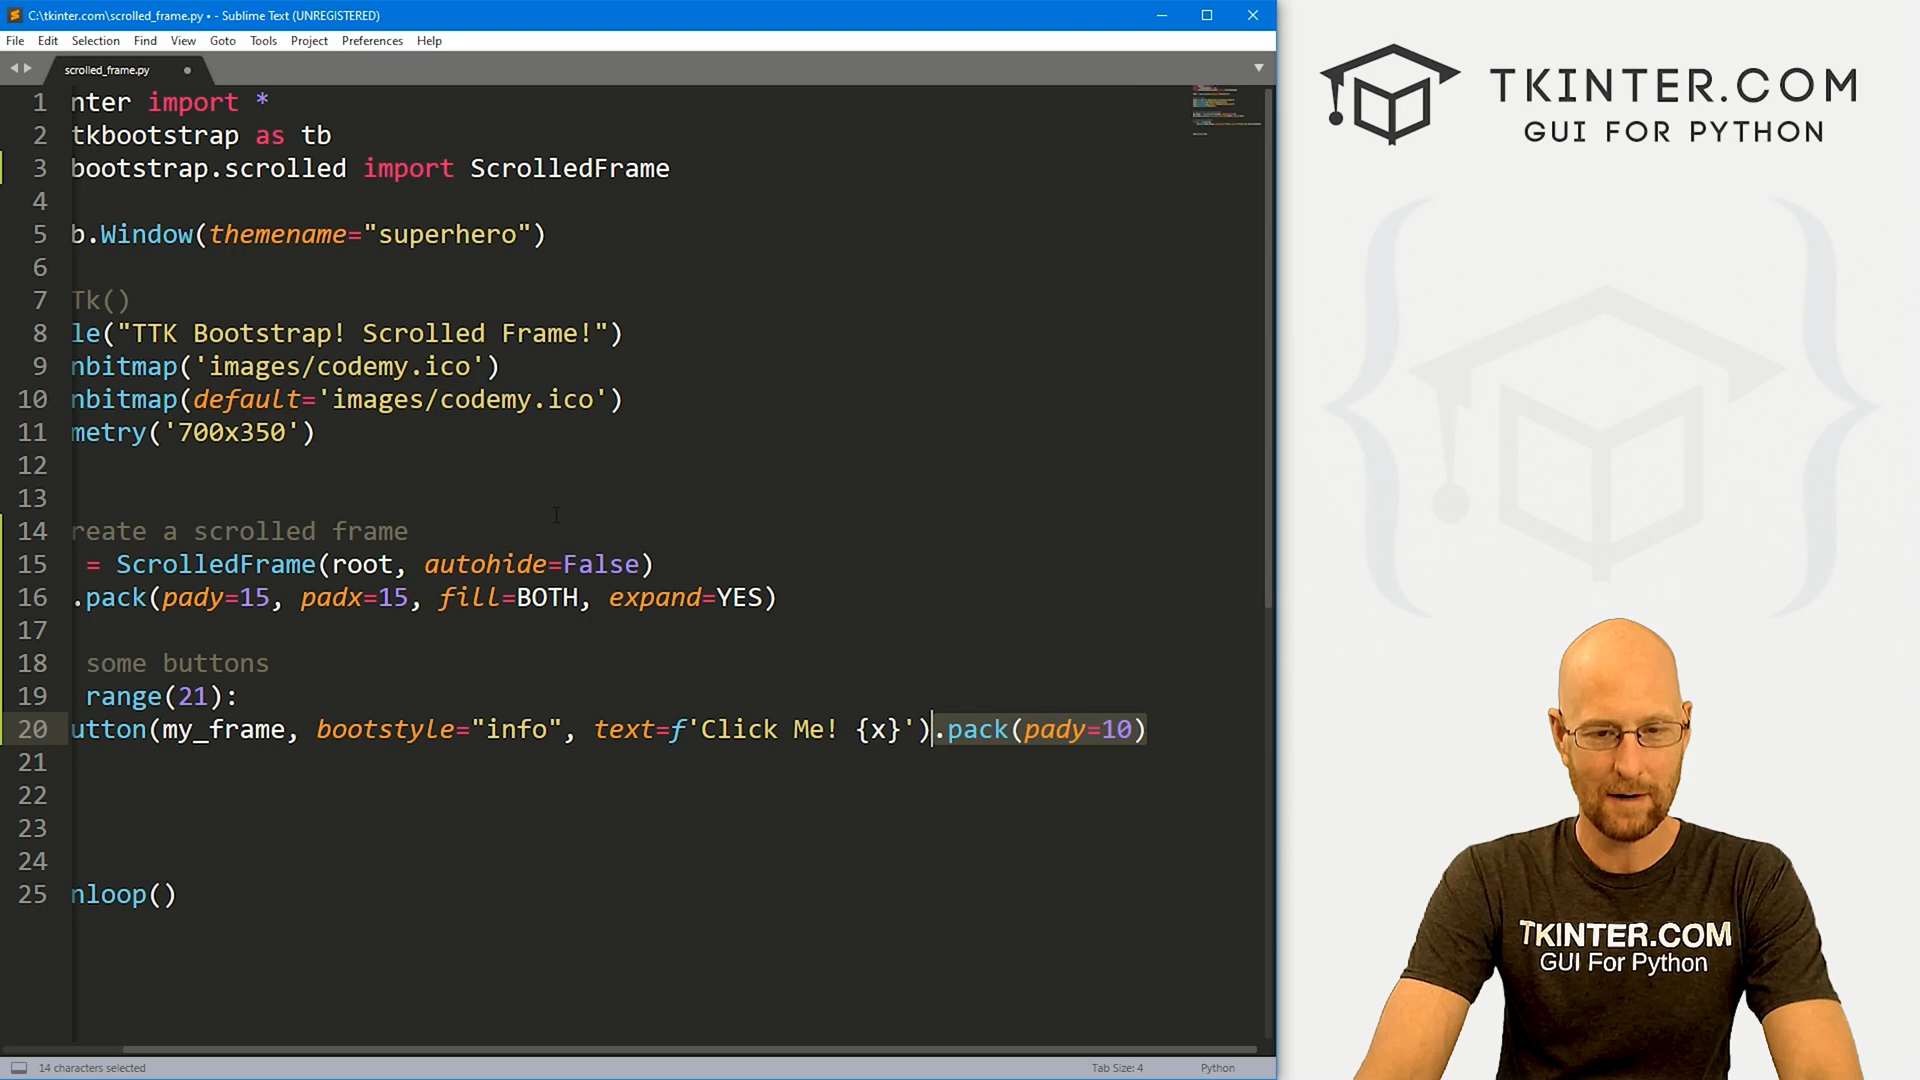 C:\tkinter.com\scrolled_frame.py • - Sublime Text (UNREGISTERED)
File Edit Selection Find View Goto Tools Project Preferences Help
scrolled_frame.py
1 nter import *
2 tkbootstrap as tb
3 bootstrap.scrolled import ScrolledFrame
4
5 b.Window(themename="superhero")
6
7 Tk()
8 le("TTK Bootstrap! Scrolled Frame!")
9 nbitmap('images/codemy.ico')
10 nbitmap(default='images/codemy.ico')
11 metry('700x350')
12
13
14 reate a scrolled frame
15 = ScrolledFrame(root, autohide=False)
16 .pack(pady=15, padx=15, fill=BOTH, expand=YES)
17
18 some buttons
19 range(21):
20 utton(my_frame, bootstyle="info", text=f'Click Me! {x}').pack(pady=10)
21
22
23
24
25 nloop()
14 characters selected
Tab Size: 4
Python
TKINTER.COM
GUI FOR PYTHON
TKINTER.COM
GUI For Python